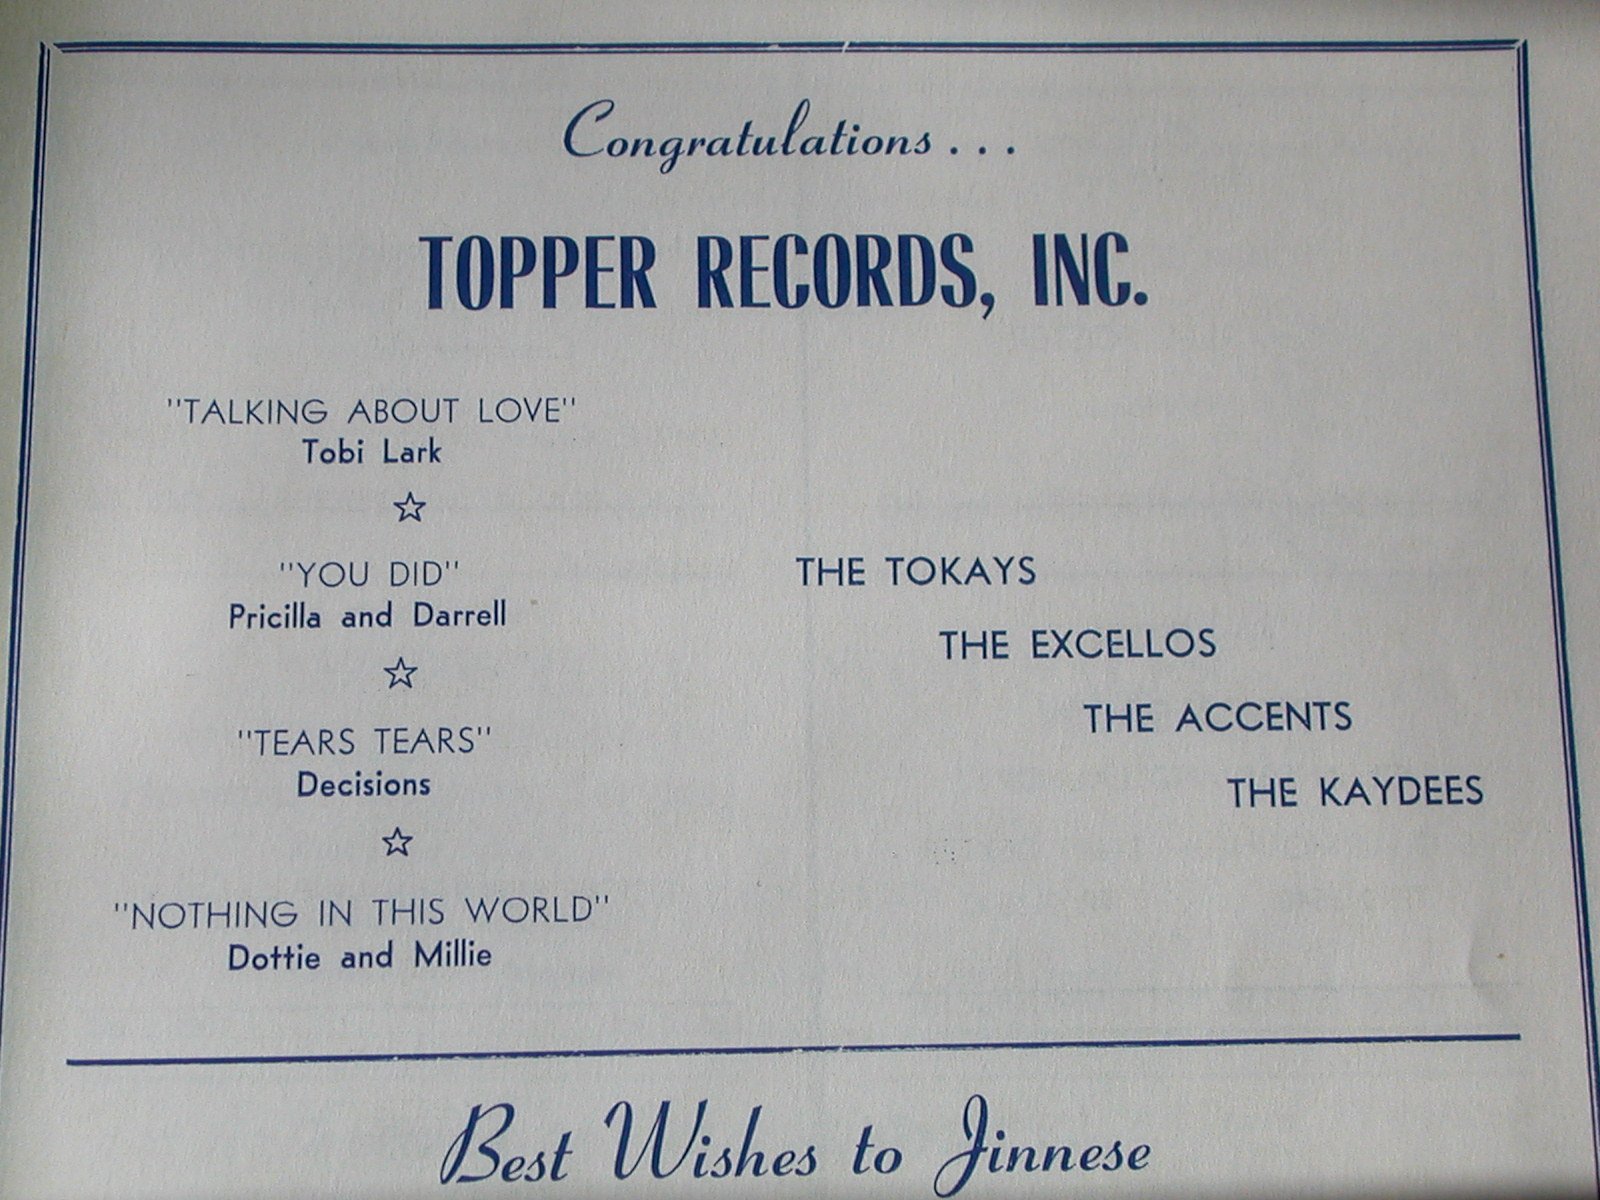 Congratulations . . .
TOPPER RECORDS, INC.
"TALKING ABOUT LOVE"
Tobi Lark
"YOU DID"
Pricilla and Darrell
"TEARS TEARS"
Decisions
"NOTHING IN THIS WORLD"
Dottie and Millie
THE TOKAYS
THE EXCELLOS
THE ACCENTS
THE KAYDEES
Best Wishes to Jinnese